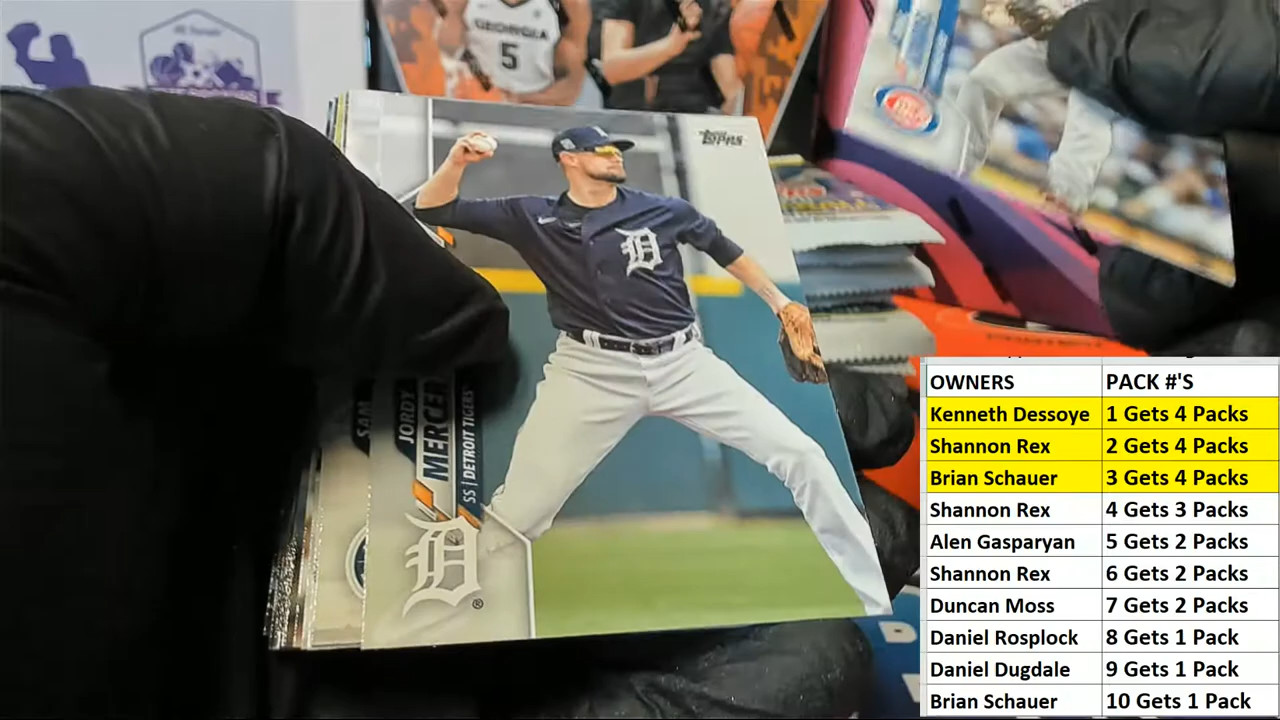 GEORGIA
5
TOPPS
D
SAM
JORDY
MERCER
SS | DETROIT TIGERS
D
®
OWNERS PACK #'S
Kenneth Dessoye 1 Gets 4 Packs
Shannon Rex 2 Gets 4 Packs
Brian Schauer 3 Gets 4 Packs
Shannon Rex 4 Gets 3 Packs
Alen Gasparyan 5 Gets 2 Packs
Shannon Rex 6 Gets 2 Packs
Duncan Moss 7 Gets 2 Packs
Daniel Rosplock 8 Gets 1 Pack
Daniel Dugdale 9 Gets 1 Pack
Brian Schauer 10 Gets 1 Pack